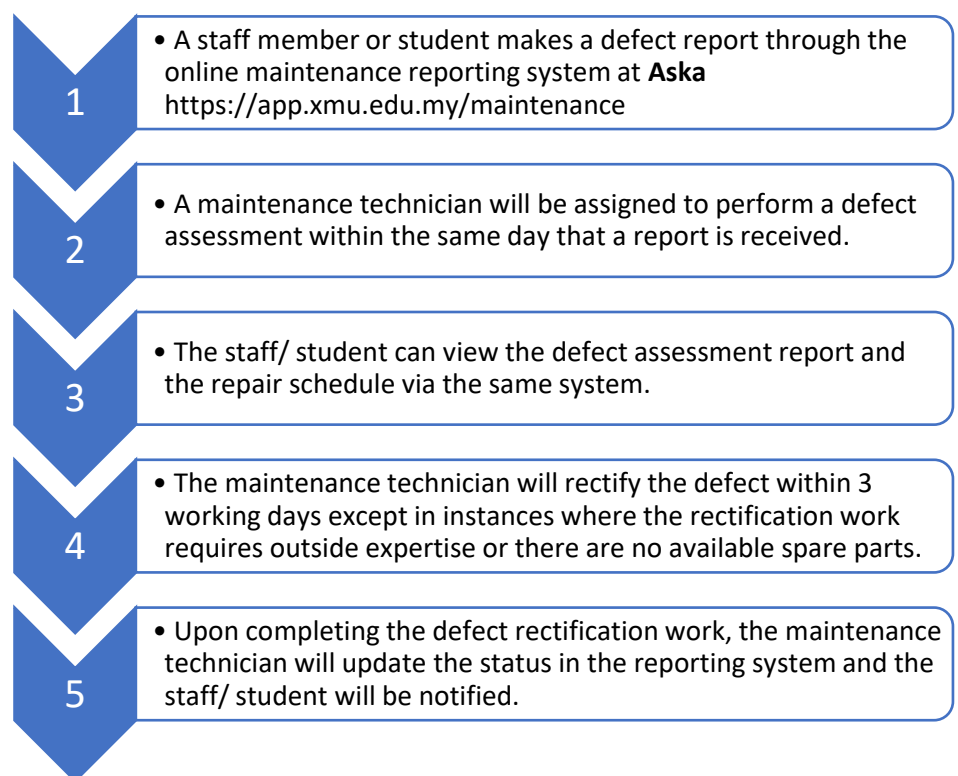 1
• A staff member or student makes a defect report through the
online maintenance reporting system at Aska
https://app.xmu.edu.my/maintenance
2
• A maintenance technician will be assigned to perform a defect
assessment within the same day that a report is received.
3
• The staff/ student can view the defect assessment report and
the repair schedule via the same system.
4
• The maintenance technician will rectify the defect within 3
working days except in instances where the rectification work
requires outside expertise or there are no available spare parts.
5
• Upon completing the defect rectification work, the maintenance
technician will update the status in the reporting system and the
staff/ student will be notified.